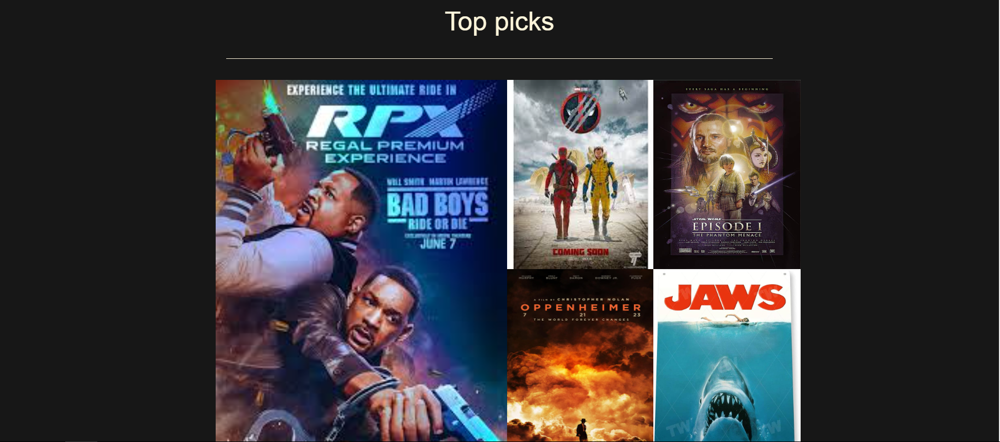 Top picks
EXPERIENCE THE ULTIMATE RIDE IN
RPX
REGAL PREMIUM
EXPERIENCE
WILL SMITH MARTIN LAWRENCE
BAD BOYS
RIDE OR DIE
JUNE 7
COMING SOON
EVERY SAGA HAS A BEGINNING
STAR WARS
EPISODE I
THE PHANTOM MENACE
MURPHY BLUNT DAMON DOWNEY JR. PUGH
A FILM BY CHRISTOPHER NOLAN
OPPENHEIMER
7 21 23
THE WORLD FOREVER CHANGES
JAWS
TW
TW